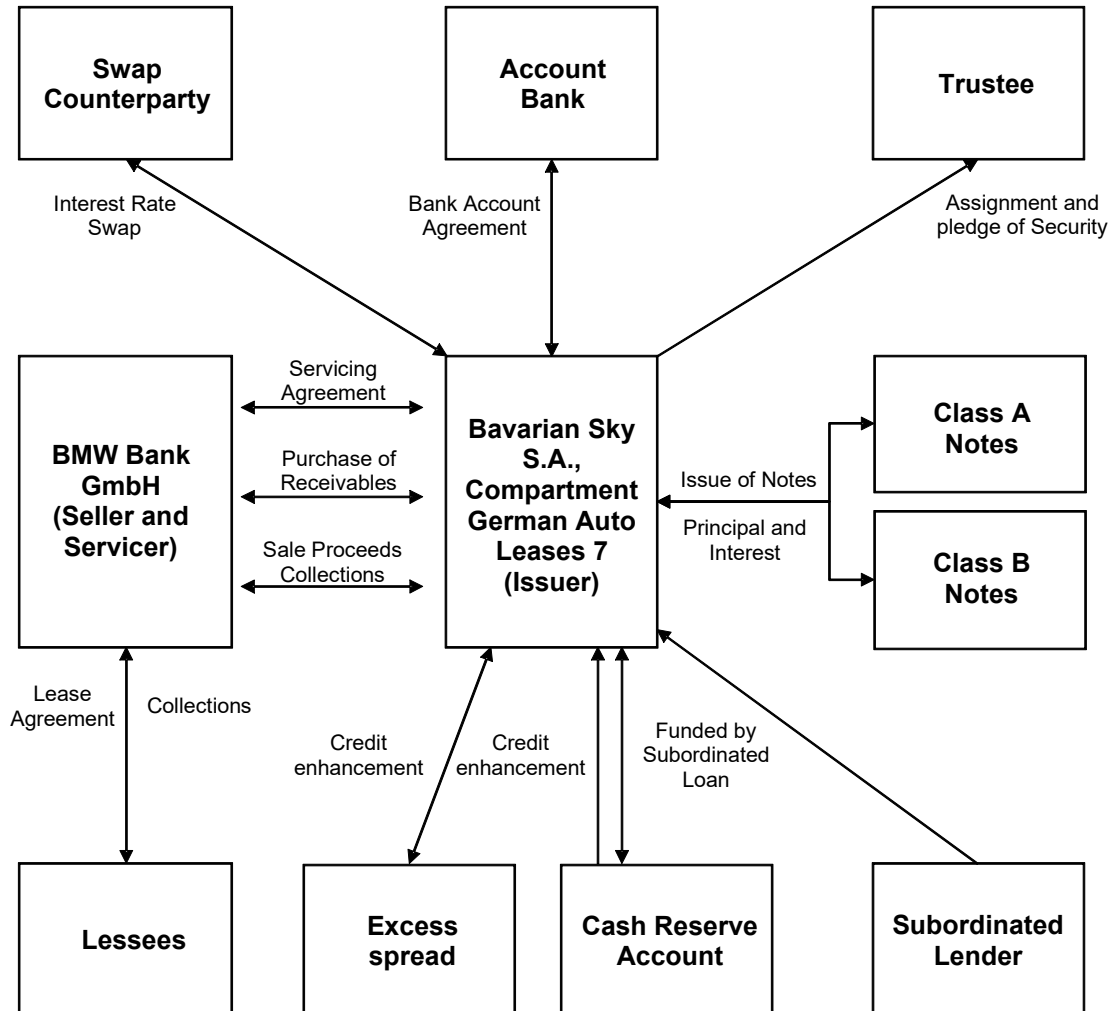 Swap
Counterparty
Account
Bank
Trustee
Interest Rate
Swap
Bank Account
Agreement
Assignment and
pledge of Security
BMW Bank
GmbH
(Seller and
Servicer)
Servicing
Agreement
Purchase of
Receivables
Sale Proceeds
Collections
Bavarian Sky
S.A.,
Compartment
German Auto
Leases 7
(Issuer)
Issue of Notes
Principal and
Interest
Class A
Notes
Class B
Notes
Lease
Agreement
Collections
Credit
enhancement
Credit
enhancement
Funded by
Subordinated
Loan
Lessees
Excess
spread
Cash Reserve
Account
Subordinated
Lender